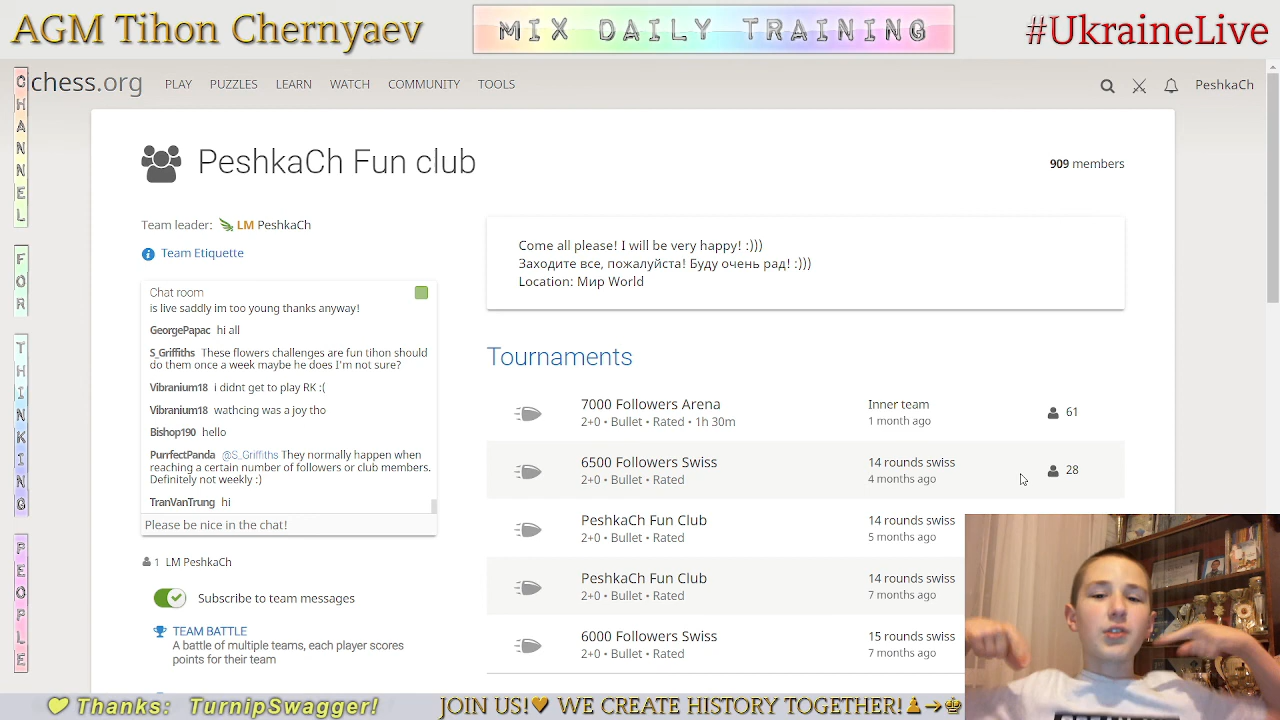 AGM Tihon Chernyaev
MIX DAILY TRAINING
#UkraineLive
CHANNEL FOR THINKING PEOPLE
chess.org
PLAY PUZZLES LEARN WATCH COMMUNITY TOOLS
PeshkaCh
PeshkaCh Fun club
909 members
Team leader: LM PeshkaCh
Team Etiquette
Come all please! I will be very happy! :)))
Заходите все, пожалуйста! Буду очень рад! :)))
Location: Мир World
Chat room
is live saddly im too young thanks anyway!
GeorgePapac hi all
S_Griffiths These flowers challenges are fun tihon should
do them once a week maybe he does I'm not sure?
Vibranium18 i didnt get to play RK :(
Vibranium18 wathcing was a joy tho
Bishop190 hello
PurrfectPanda @S_Griffiths They normally happen when
reaching a certain number of followers or club members.
Definitely not weekly :)
TranVanTrung hi
Please be nice in the chat!
1 LM PeshkaCh
Subscribe to team messages
TEAM BATTLE
A battle of multiple teams, each player scores
points for their team
Tournaments
7000 Followers Arena Inner team 61
2+0 • Bullet • Rated • 1h 30m 1 month ago
6500 Followers Swiss 14 rounds swiss 28
2+0 • Bullet • Rated 4 months ago
PeshkaCh Fun Club 14 rounds swiss
2+0 • Bullet • Rated 5 months ago
PeshkaCh Fun Club 14 rounds swiss
2+0 • Bullet • Rated 7 months ago
6000 Followers Swiss 15 rounds swiss
2+0 • Bullet • Rated 7 months ago
Thanks: TurnipSwagger!
JOIN US! WE CREATE HISTORY TOGETHER!